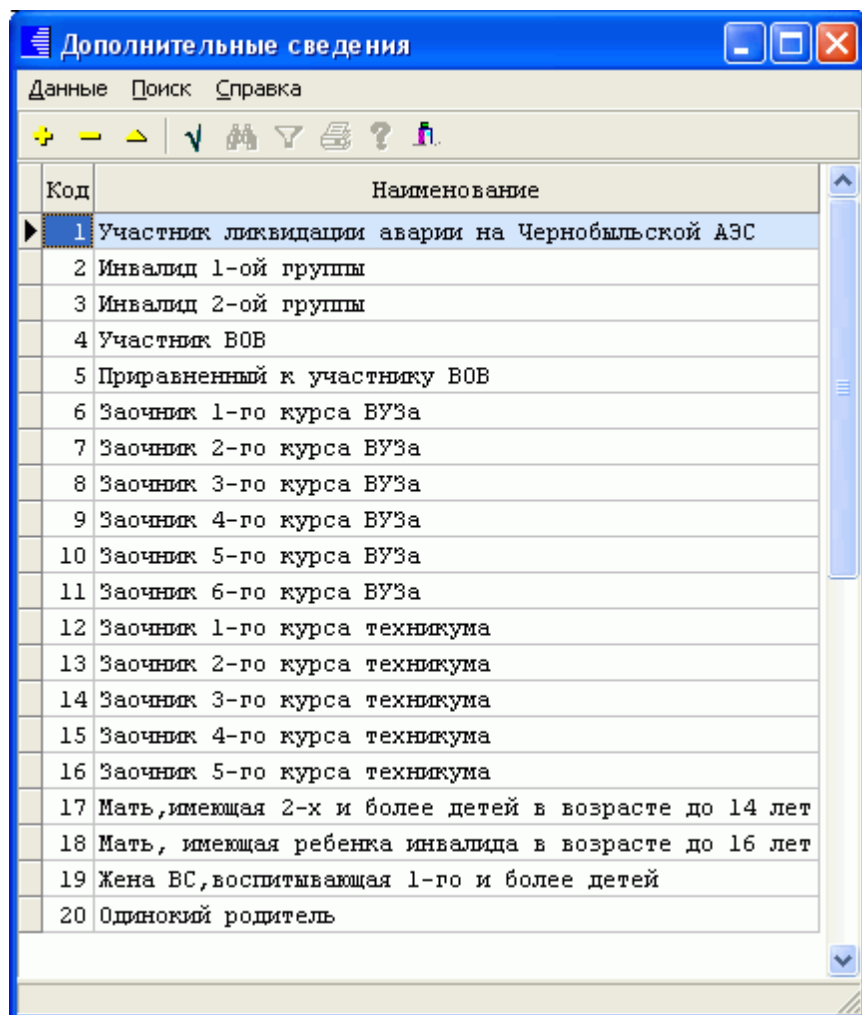 Дополнительные сведения
Данные Поиск Справка
Код Наименование
1 Участник ликвидации аварии на Чернобыльской АЭС
2 Инвалид 1-ой группы
3 Инвалид 2-ой группы
4 Участник ВОВ
5 Приравненный к участнику ВОВ
6 Заочник 1-го курса ВУЗа
7 Заочник 2-го курса ВУЗа
8 Заочник 3-го курса ВУЗа
9 Заочник 4-го курса ВУЗа
10 Заочник 5-го курса ВУЗа
11 Заочник 6-го курса ВУЗа
12 Заочник 1-го курса техникума
13 Заочник 2-го курса техникума
14 Заочник 3-го курса техникума
15 Заочник 4-го курса техникума
16 Заочник 5-го курса техникума
17 Мать,имеющая 2-х и более детей в возрасте до 14 лет
18 Мать, имеющая ребенка инвалида в возрасте до 16 лет
19 Жена ВС,воспитывающая 1-го и более детей
20 Одинокий родитель